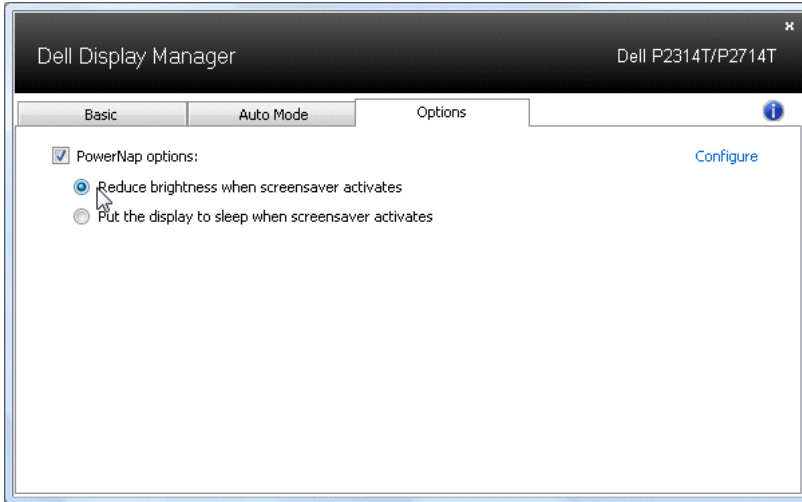 x
Dell Display Manager
Dell P2314T/P2714T
Basic
Auto Mode
Options
i
PowerNap options:
Configure
Reduce brightness when screensaver activates
Put the display to sleep when screensaver activates